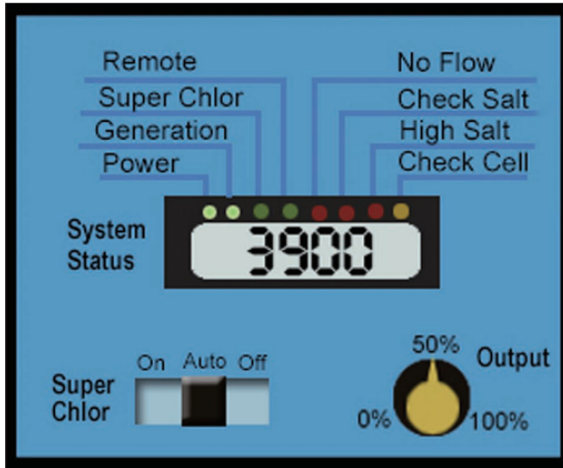 Remote
Super Chlor
Generation
Power
No Flow
Check Salt
High Salt
Check Cell
System
Status
3900
On Auto Off
Super
Chlor
50%
Output
0%
100%